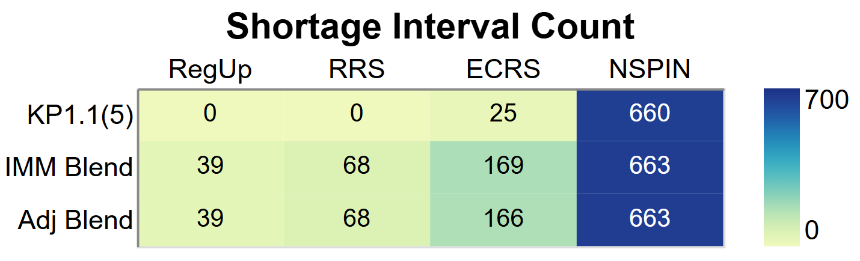 Shortage Interval Count
RegUp RRS ECRS NSPIN
KP1.1(5) 0 0 25 660
IMM Blend 39 68 169 663
Adj Blend 39 68 166 663
700
0